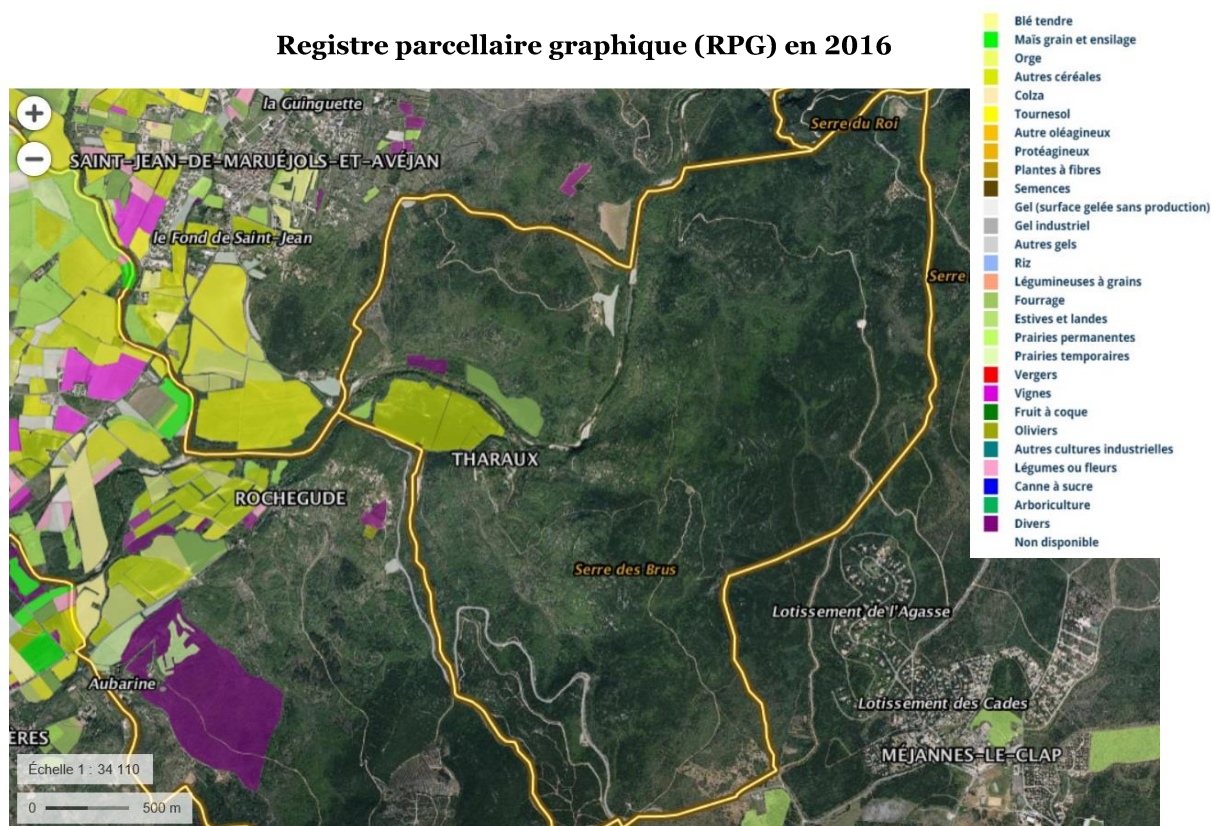 Registre parcellaire graphique (RPG) en 2016
Blé tendre
Maïs grain et ensilage
Orge
Autres céréales
Colza
Tournesol
Autre oléagineux
Protéagineux
Plantes à fibres
Semences
Gel (surface gelée sans production)
Gel industriel
Autres gels
Riz
Légumineuses à grains
Fourrage
Estives et landes
Prairies permanentes
Prairies temporaires
Vergers
Vignes
Fruit à coque
Oliviers
Autres cultures industrielles
Légumes ou fleurs
Canne à sucre
Arboriculture
Divers
Non disponible
+
−
la Guinguette
Serre du Roi
SAINT-JEAN-DE-MARUÉJOLS-ET-AVÉJAN
le Fond de Saint-Jean
Serre
THARAUX
ROCHEGUDE
Serre des Brus
Lotissement de l'Agasse
Aubarine
Lotissement des Cades
ÈRES
MÉJANNES-LE-CLAP
Échelle 1 : 34 110
0 500 m